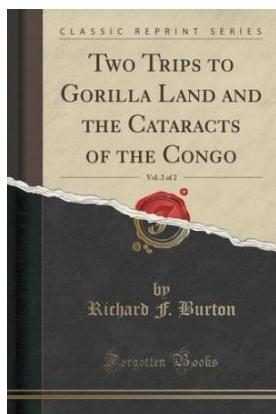 CLASSIC REPRINT SERIES
TWO TRIPS TO
GORILLA LAND AND
THE CATARACTS
OF THE CONGO
Vol. 2 of 2
by
Richard F. Burton
Forgotten Books